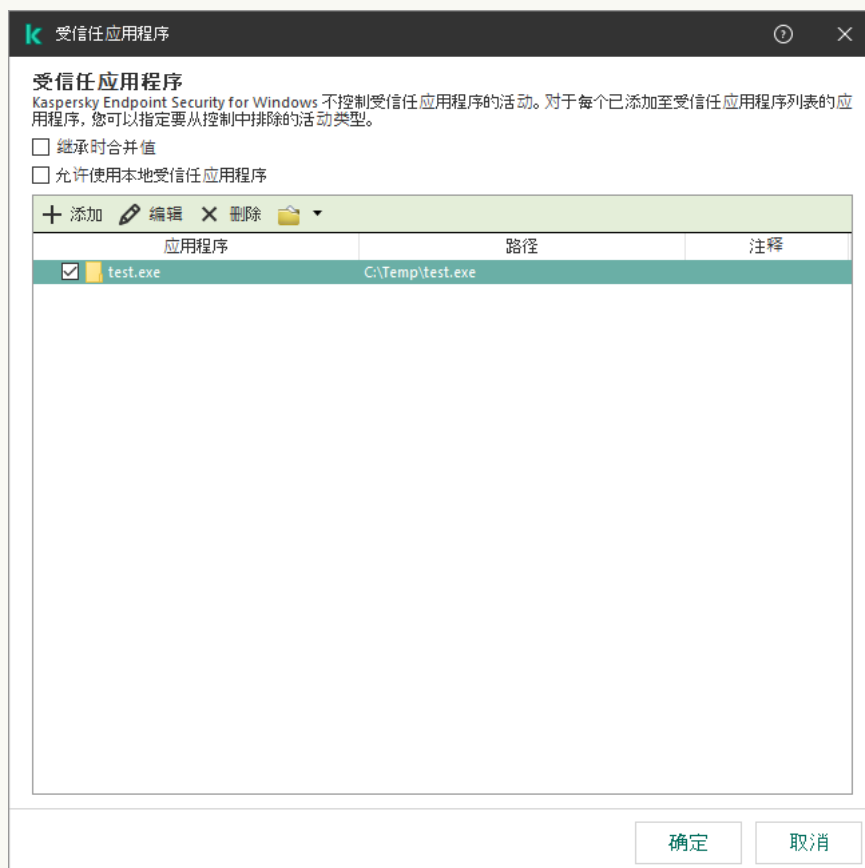 受信任应用程序
受信任应用程序
Kaspersky Endpoint Security for Windows 不控制受信任应用程序的活动。对于每个已添加至受信任应用程序列表的应
用程序, 您可以指定要从控制中排除的活动类型。
继承时合并值
允许使用本地受信任应用程序
添加 编辑 删除
应用程序 路径 注释
test.exe C:\Temp\test.exe
确定 取消